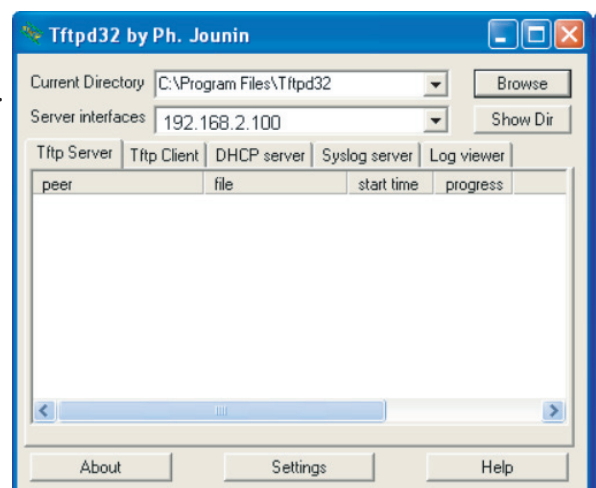 Tftpd32 by Ph. Jounin
Current Directory C:\Program Files\Tftpd32 Browse
Server interfaces 192.168.2.100 Show Dir
Tftp Server Tftp Client DHCP server Syslog server Log viewer
peer file start time progress
About Settings Help